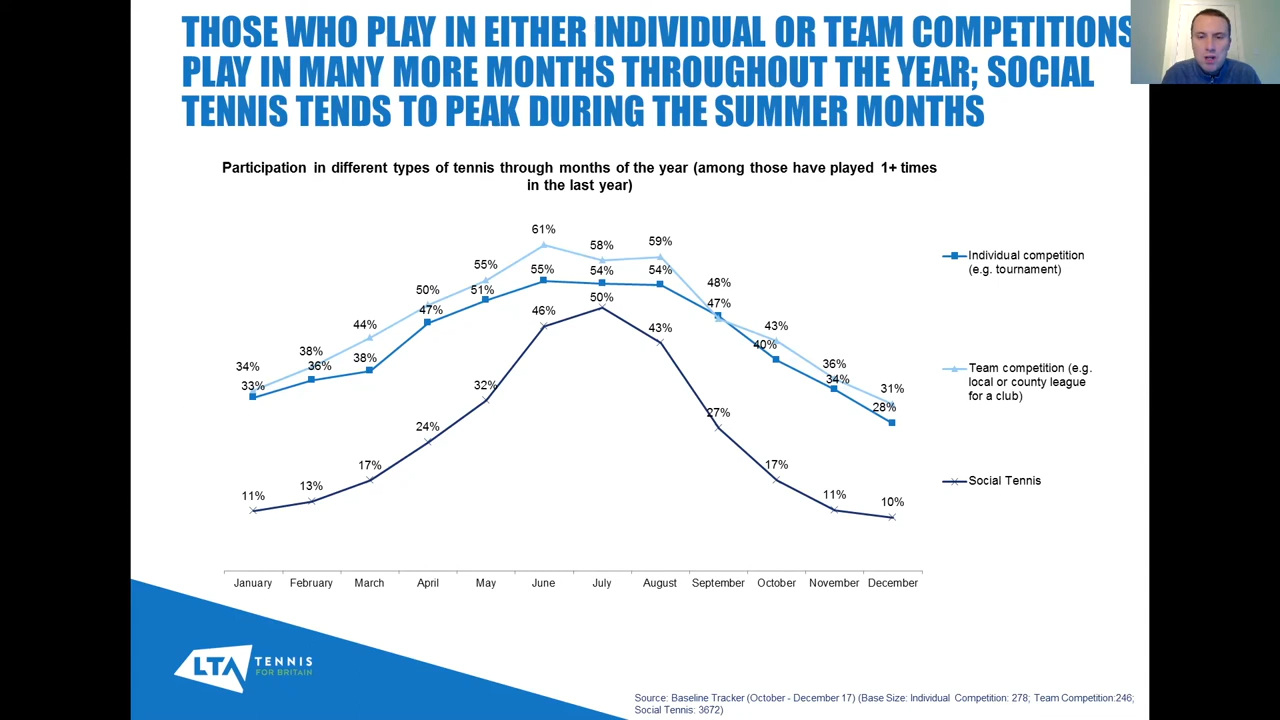 THOSE WHO PLAY IN EITHER INDIVIDUAL OR TEAM COMPETITIONS
PLAY IN MANY MORE MONTHS THROUGHOUT THE YEAR; SOCIAL
TENNIS TENDS TO PEAK DURING THE SUMMER MONTHS
Participation in different types of tennis through months of the year (among those have played 1+ times
in the last year)
61%
58%
59%
55%
55%
54%
54%
50%
51%
50%
48%
47%
47%
46%
44%
43%
43%
40%
38%
36%
38%
34%
33%
36%
34%
31%
28%
32%
27%
24%
17%
17%
11%
13%
11%
10%
Individual competition
(e.g. tournament)
Team competition (e.g.
local or county league
for a club)
Social Tennis
January February March April May June July August September October November December
LTA TENNIS
FOR BRITAIN
Source: Baseline Tracker (October - December 17) (Base Size: Individual Competition: 278; Team Competition:246;
Social Tennis: 3672)